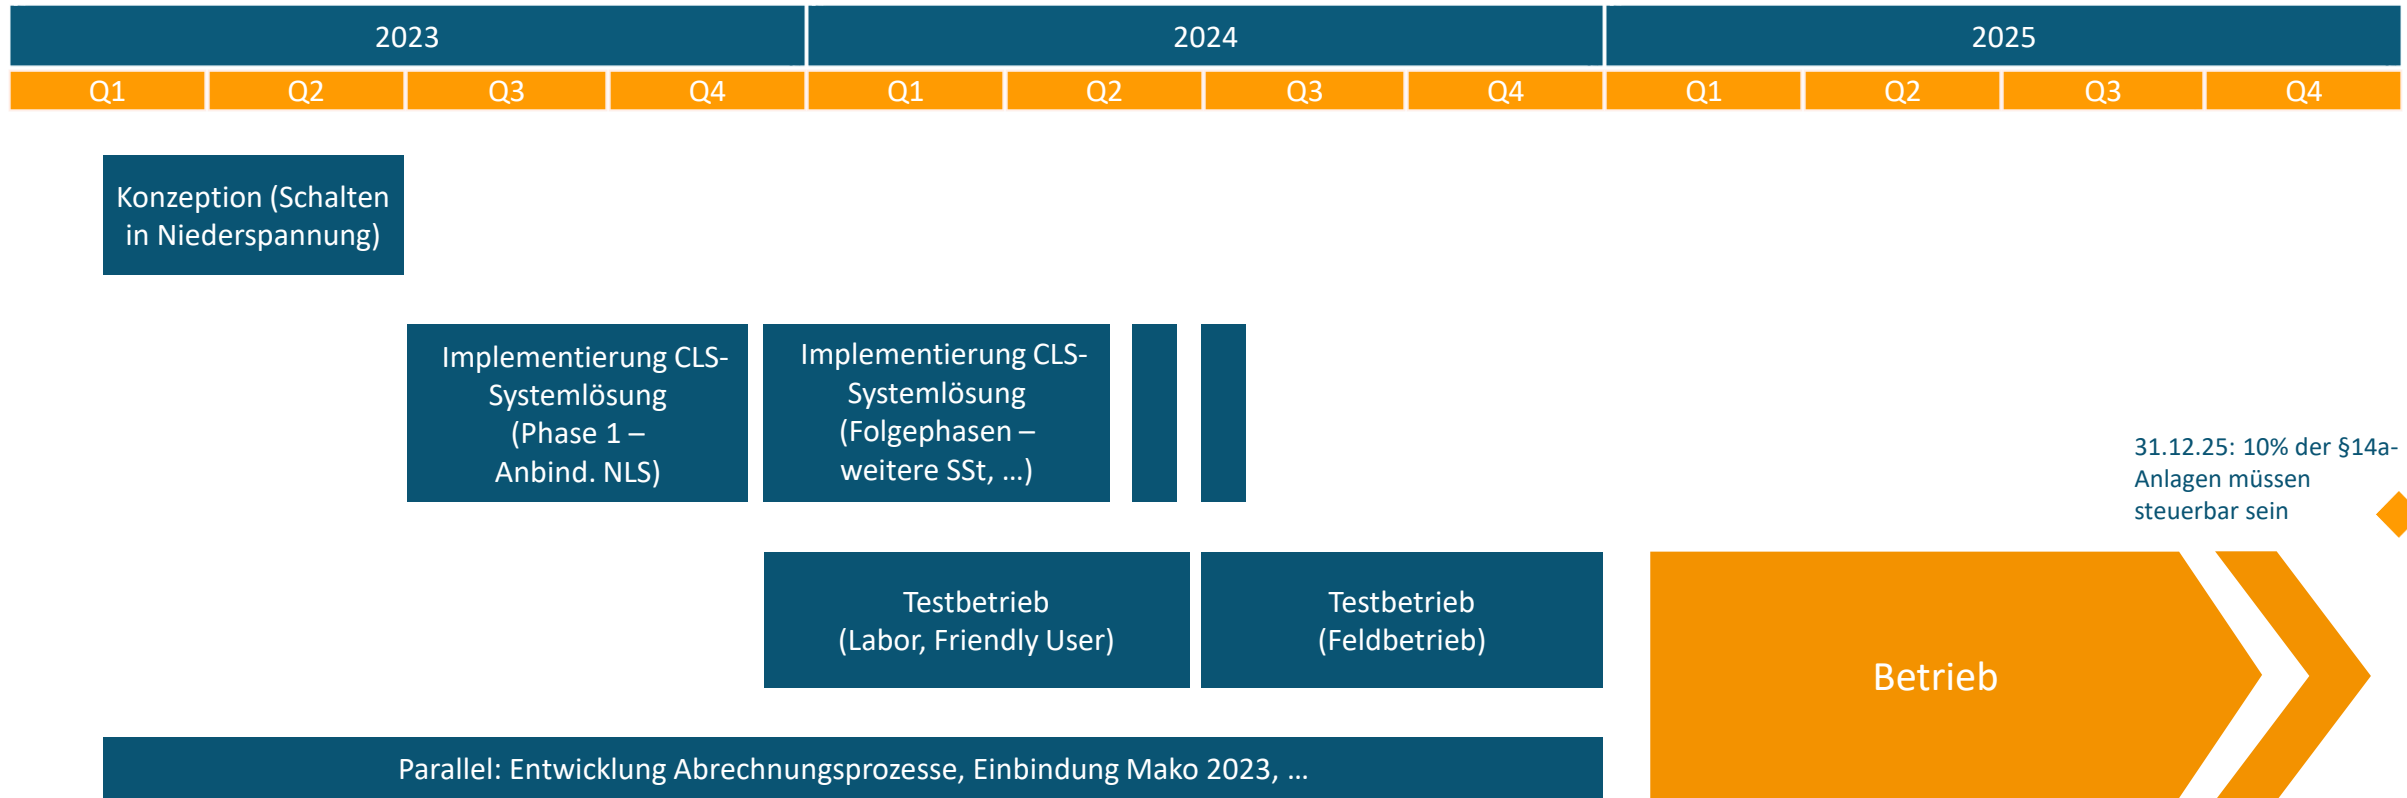 2023
2024
2025
Q1
Q2
Q3
Q4
Q1
Q2
Q3
Q4
Q1
Q2
Q3
Q4
Konzeption (Schalten
in Niederspannung)
Implementierung CLS-
Systemlösung
(Phase 1 –
Anbind. NLS)
Implementierung CLS-
Systemlösung
(Folgephasen –
weitere SSt, ...)
31.12.25: 10% der §14a-
Anlagen müssen
steuerbar sein
Testbetrieb
(Labor, Friendly User)
Testbetrieb
(Feldbetrieb)
Betrieb
Parallel: Entwicklung Abrechnungsprozesse, Einbindung Mako 2023, ...